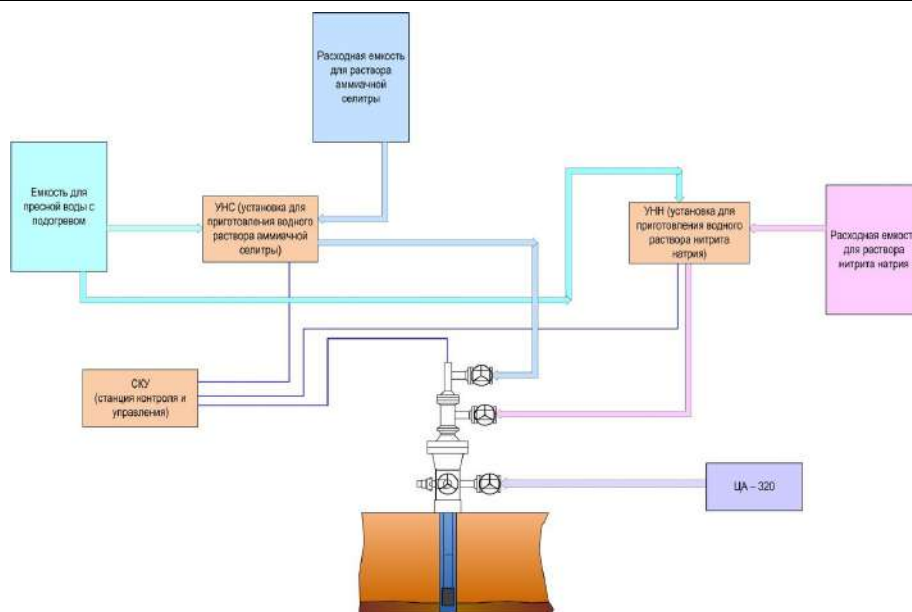 Расходная емкость
для раствора
аммиачной
селитры
Емкость для
пресной воды с
подогревом
УНС (установка для
приготовления водного
раствора аммиачной
селитры)
УНН (установка для
приготовления водного
раствора нитрита
натрия)
Расходная емкость
для раствора
нитрита натрия
СКУ
(станция контроля и
управления)
ЦА – 320